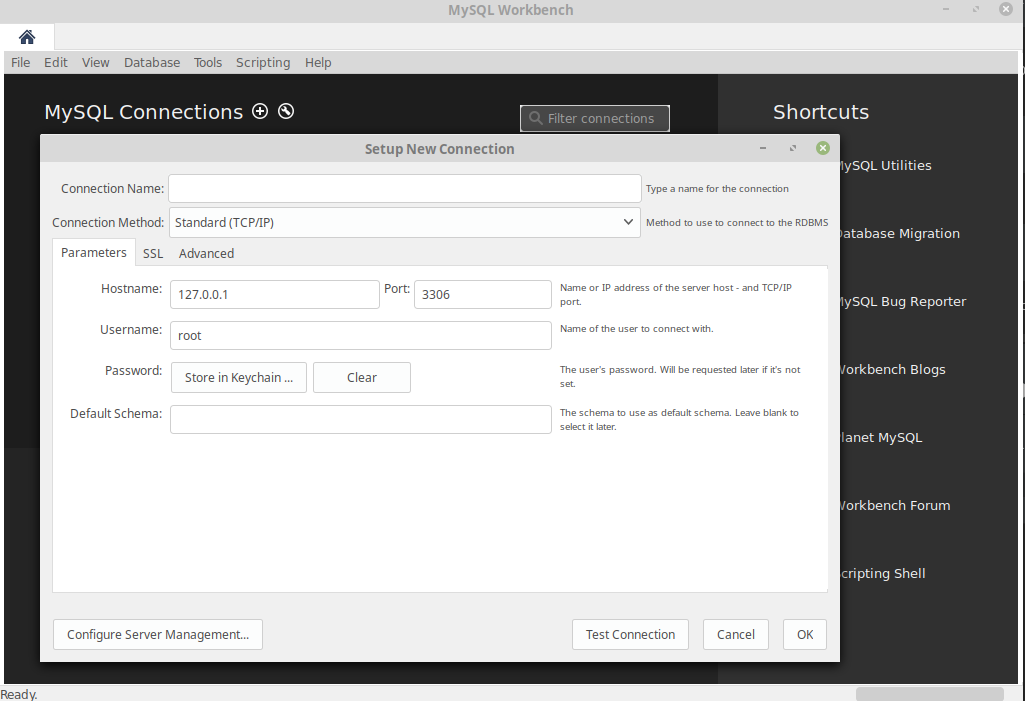 MySQL Workbench
File Edit View Database Tools Scripting Help
MySQL Connections
Filter connections
Shortcuts
Setup New Connection
Connection Name:
Type a name for the connection
Connection Method:
Standard (TCP/IP)
Method to use to connect to the RDBMS
Parameters SSL Advanced
Hostname:
127.0.0.1
Port:
3306
Name or IP address of the server host - and TCP/IP
port.
Username:
root
Name of the user to connect with.
Password:
Store in Keychain ...
Clear
The user's password. Will be requested later if it's not
set.
Default Schema:
The schema to use as default schema. Leave blank to
select it later.
Configure Server Management...
Test Connection
Cancel
OK
MySQL Utilities
Database Migration
MySQL Bug Reporter
Workbench Blogs
lanet MySQL
Workbench Forum
cripting Shell
Ready.